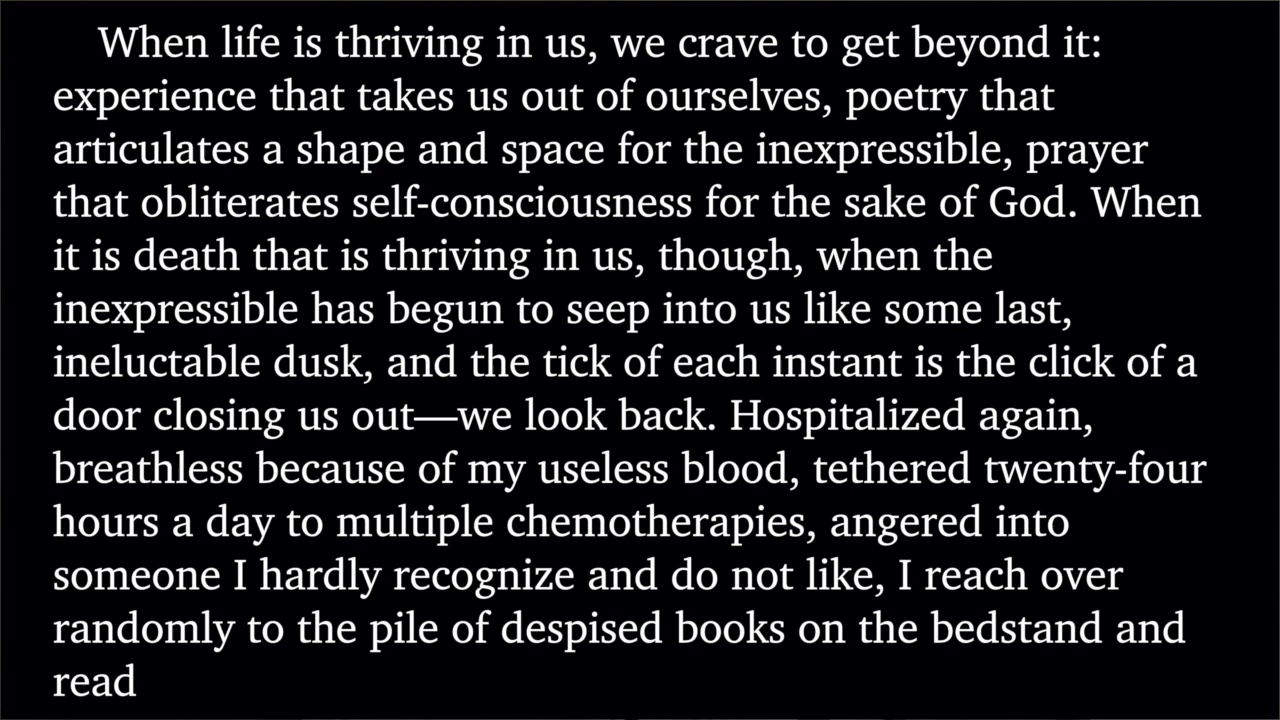 When life is thriving in us, we crave to get beyond it:
experience that takes us out of ourselves, poetry that
articulates a shape and space for the inexpressible, prayer
that obliterates self-consciousness for the sake of God. When
it is death that is thriving in us, though, when the
inexpressible has begun to seep into us like some last,
ineluctable dusk, and the tick of each instant is the click of a
door closing us out—we look back. Hospitalized again,
breathless because of my useless blood, tethered twenty-four
hours a day to multiple chemotherapies, angered into
someone I hardly recognize and do not like, I reach over
randomly to the pile of despised books on the bedstand and
read